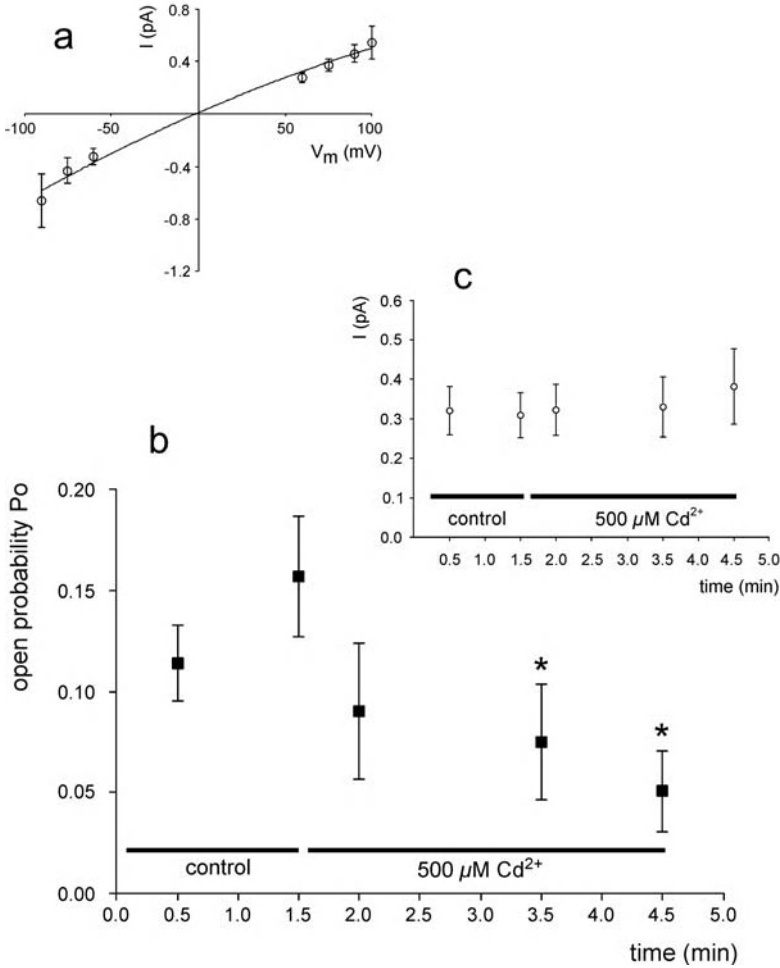 a
I (pA)
0.8
0.4
-100 -50 50 100
V_m (mV)
-0.4
-0.8
-1.2
c
I (pA)
0.6
0.5
0.4
0.3
0.2
0.1
0.0
control 500 µM Cd²⁺
0.5 1.0 1.5 2.0 2.5 3.0 3.5 4.0 4.5 5.0
time (min)
b
open probability Po
0.20
0.15
0.10
0.05
0.00
* *
control 500 µM Cd²⁺
0.0 0.5 1.0 1.5 2.0 2.5 3.0 3.5 4.0 4.5 5.0
time (min)